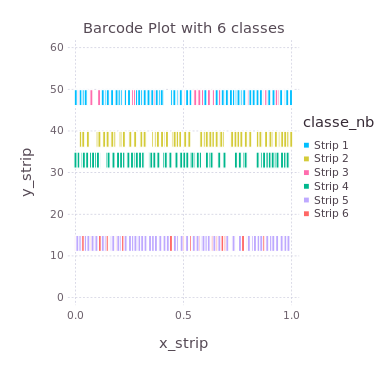 Barcode Plot with 6 classes
60
50
40
30
20
10
0
0.0
0.5
1.0
x_strip
y_strip
classe_nb
Strip 1
Strip 2
Strip 3
Strip 4
Strip 5
Strip 6